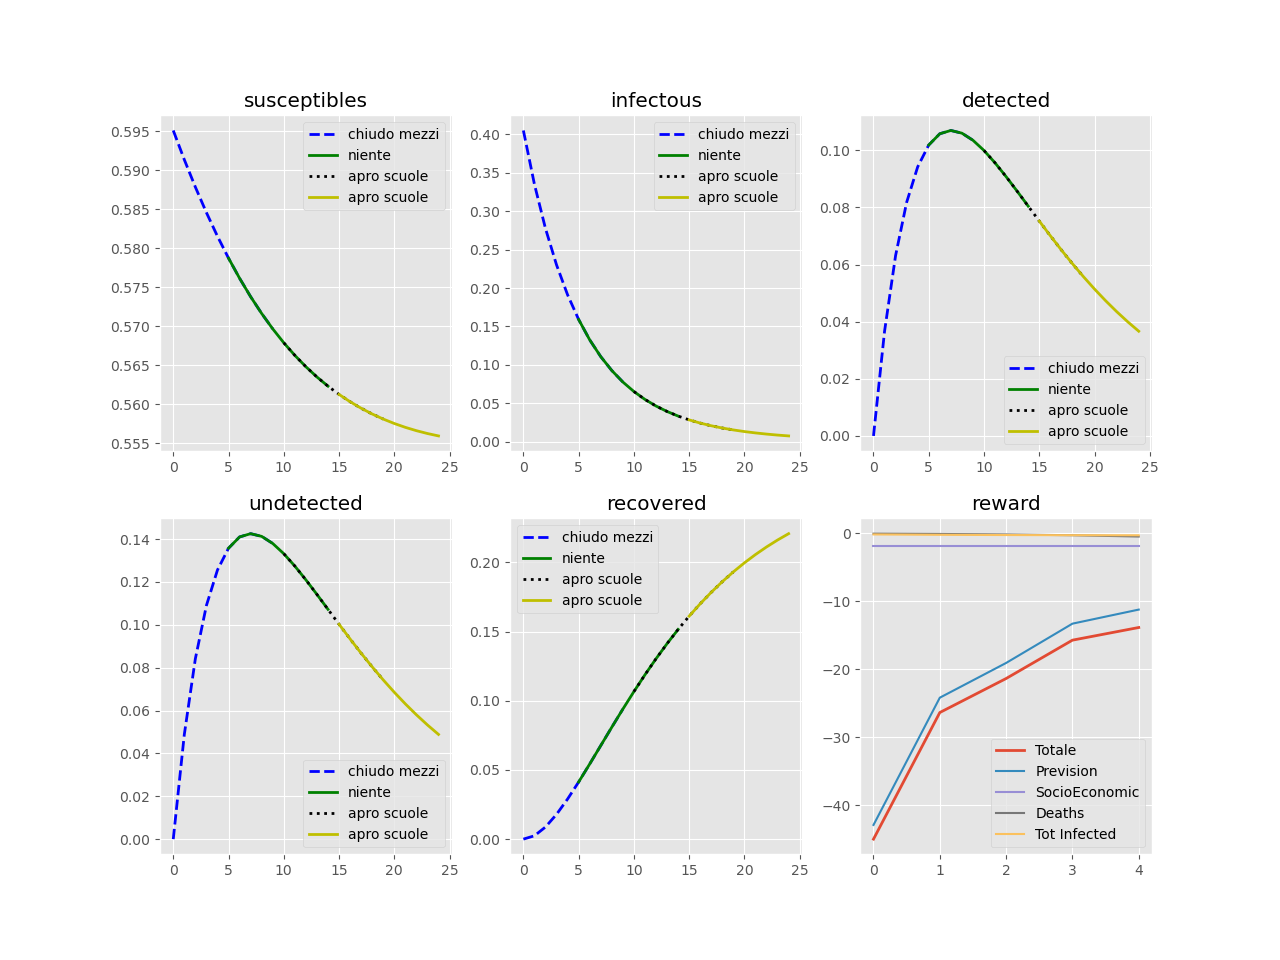 susceptibles
0.595
0.590
0.585
0.580
0.575
0.570
0.565
0.560
0.555
0 5 10 15 20 25
chiudo mezzi
niente
apro scuole
apro scuole
infectous
0.40
0.35
0.30
0.25
0.20
0.15
0.10
0.05
0.00
0 5 10 15 20 25
chiudo mezzi
niente
apro scuole
apro scuole
detected
0.10
0.08
0.06
0.04
0.02
0.00
0 5 10 15 20 25
chiudo mezzi
niente
apro scuole
apro scuole
undetected
0.14
0.12
0.10
0.08
0.06
0.04
0.02
0.00
0 5 10 15 20 25
chiudo mezzi
niente
apro scuole
apro scuole
recovered
0.20
0.15
0.10
0.05
0.00
0 5 10 15 20 25
chiudo mezzi
niente
apro scuole
apro scuole
reward
0
−10
−20
−30
−40
0 1 2 3 4
Totale
Prevision
SocioEconomic
Deaths
Tot Infected